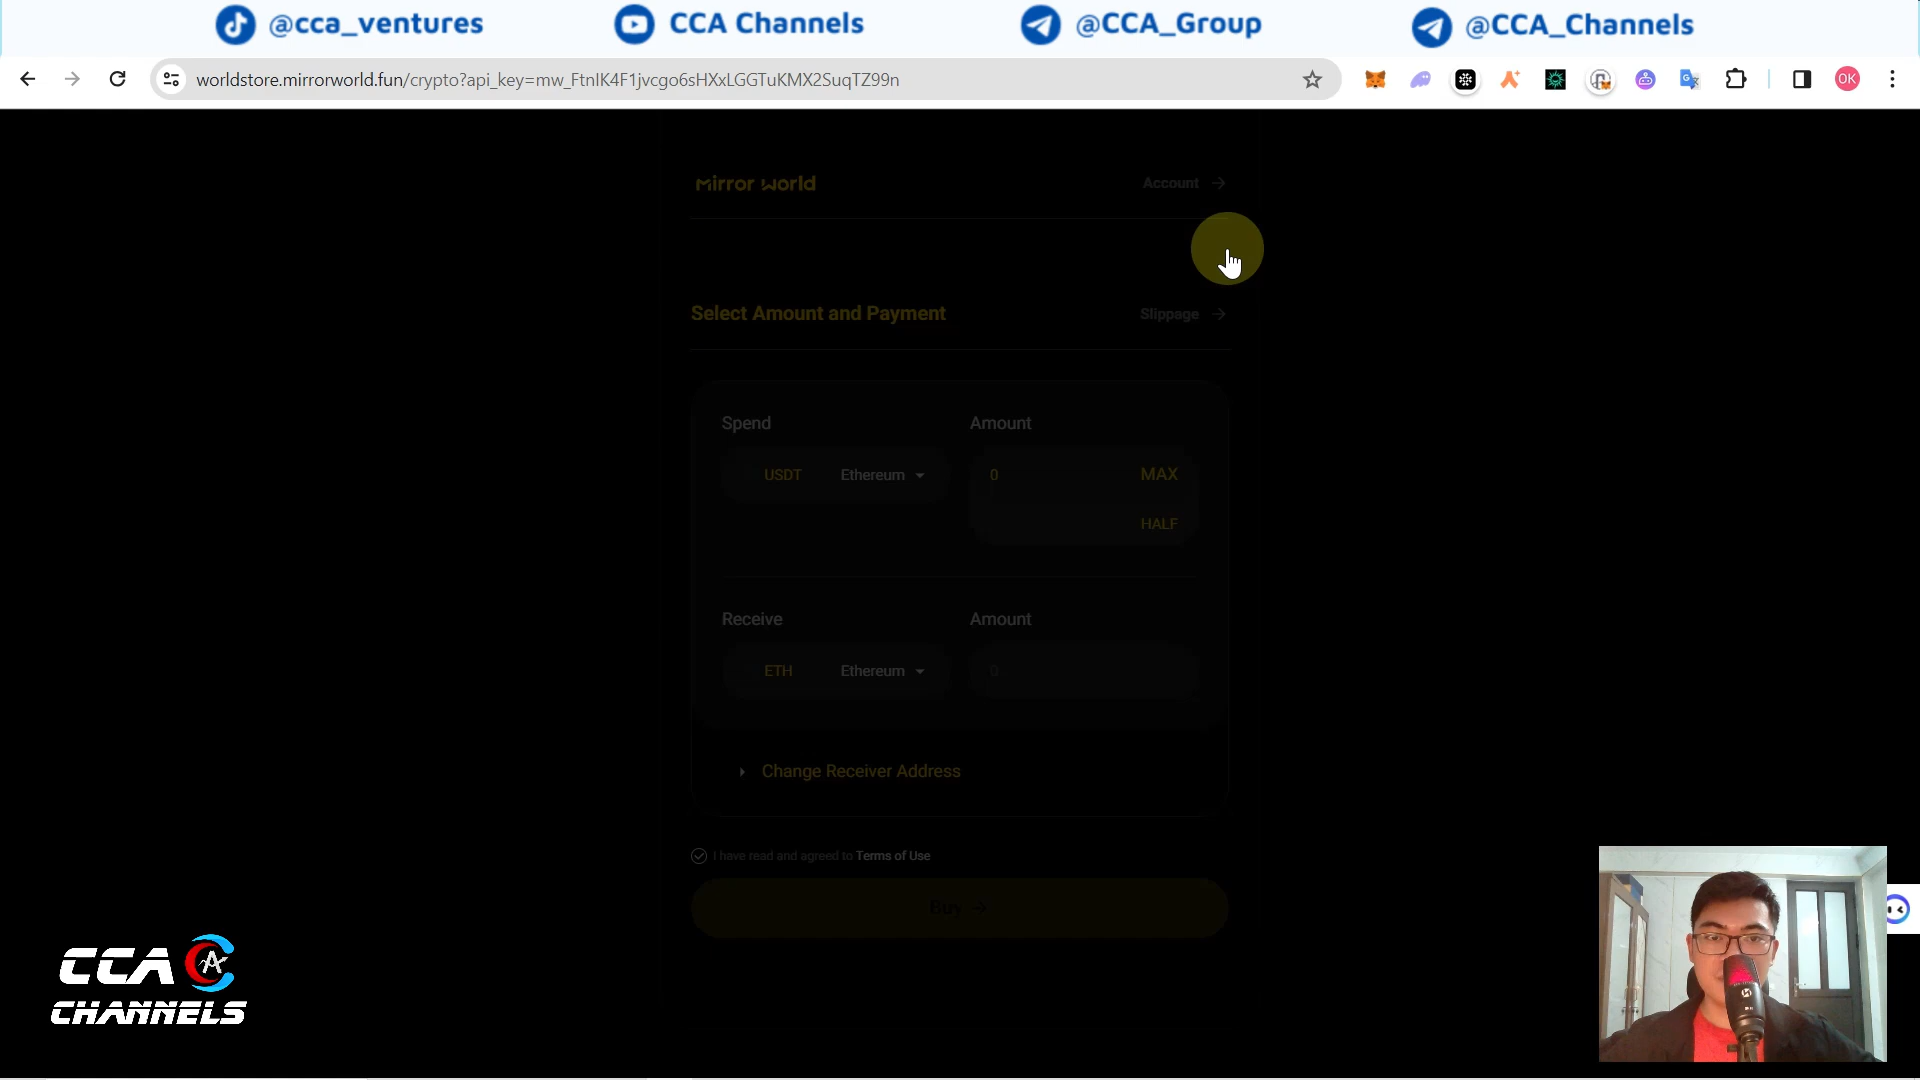 @cca_ventures
CCA Channels
@CCA_Group
@CCA_Channels
worldstore.mirrorworld.fun/crypto?api_key=mw_FtnIK4F1jvcgo6sHXxLGGTuKMX2SuqTZ99n
OK
mirror world
Account
Select Amount and Payment
Slippage
Spend
Amount
USDT
Ethereum
0
MAX
HALF
Receive
Amount
ETH
Ethereum
0
Change Receiver Address
I have read and agreed to Terms of Use
Buy
CCA
CHANNELS